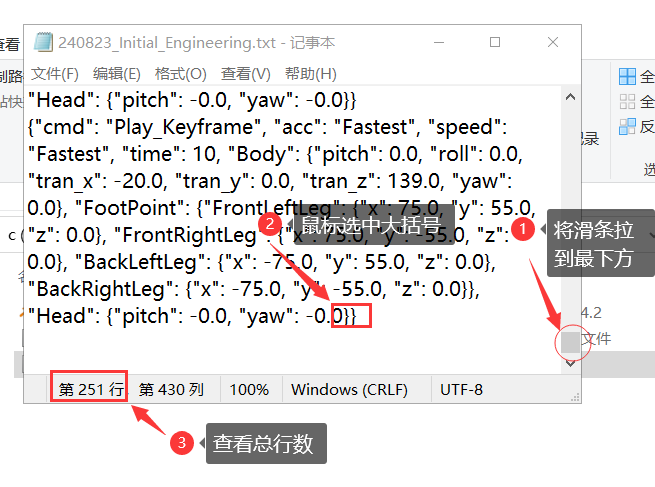 240823_Initial_Engineering.txt - 记事本
查看
文件(F) 编辑(E) 格式(O) 查看(V) 帮助(H)
制路
全
贴快
"Head": {"pitch": -0.0, "yaw": -0.0}}
全
{"cmd": "Play_Keyframe", "acc": "Fastest", "speed":
反
录
"Fastest", "time": 10, "Body": {"pitch": 0.0, "roll": 0.0,
选
"tran_x": -20.0, "tran_y": 0.0, "tran_z": 139.0, "yaw":
0.0}, "FootPoint": {"FrontLeftLeg": {"x": 75.0, "y": 55.0,
2 鼠标选中大括号
1 将滑条拉
到最下方
"z": 0.0}, "FrontRightLeg": {"x": 75.0, "y": -55.0, "z":
c (
0.0}, "BackLeftLeg": {"x": -75.0, "y": 55.0, "z": 0.0},
"BackRightLeg": {"x": -75.0, "y": -55.0, "z": 0.0}},
"Head": {"pitch": -0.0, "yaw": -0.0}}
4.2
文件
第 251 行, 第 430 列 100% Windows (CRLF) UTF-8
3 查看总行数